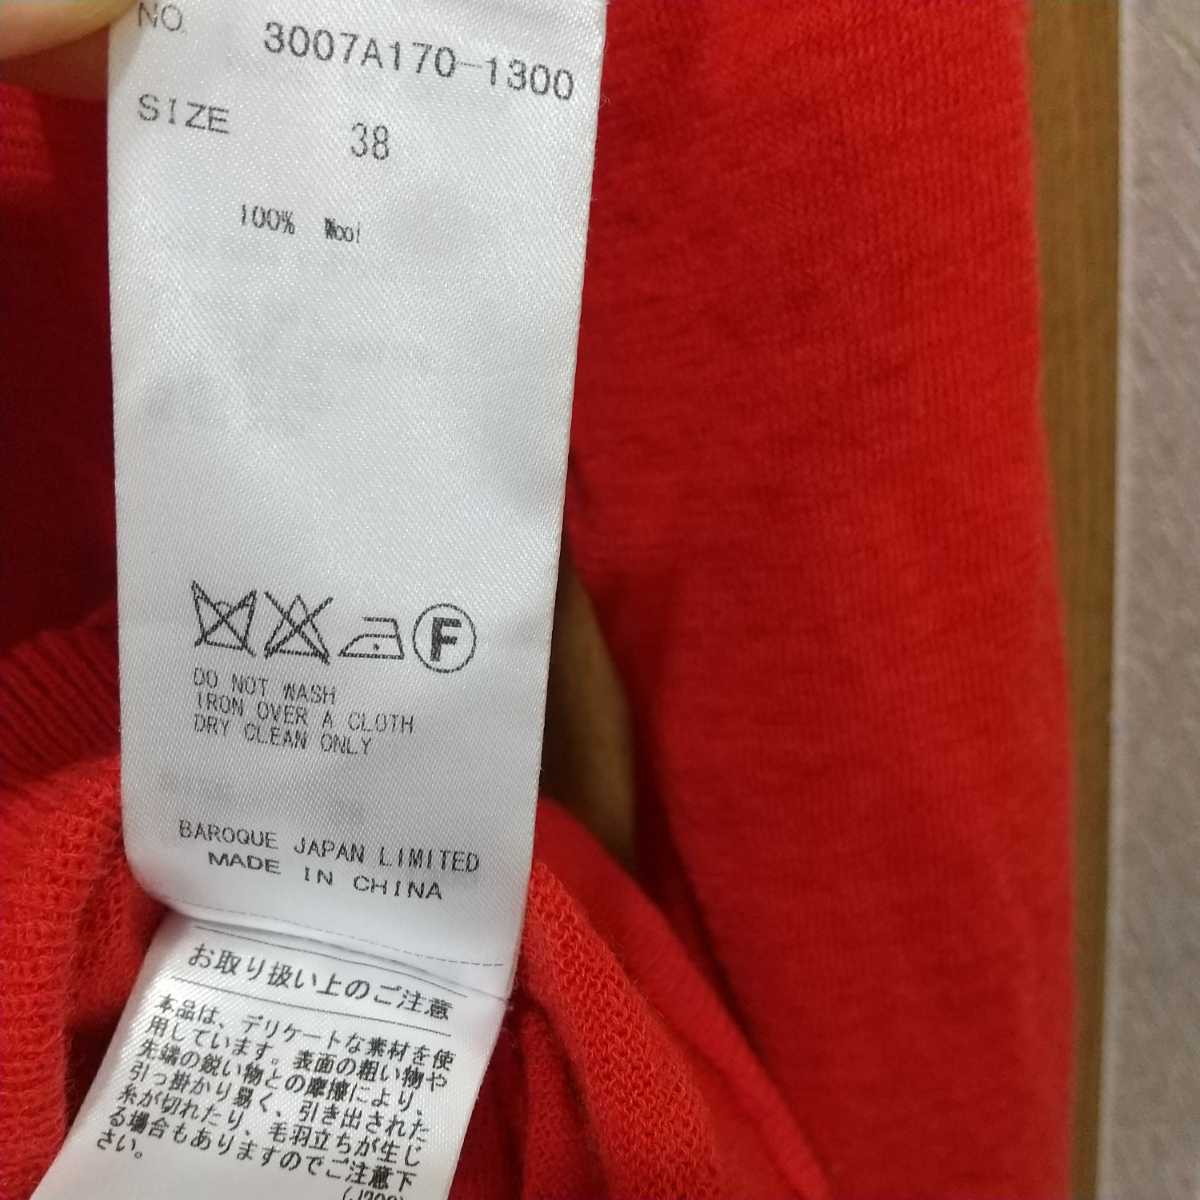 NO. 3007A170-1300
SIZE 38
100% Wool
F
DO NOT WASH
IRON OVER A CLOTH
DRY CLEAN ONLY
BAROQUE JAPAN LIMITED
MADE IN CHINA
お取り扱い上のご注意
本品は、デリケートな素材を使
用しています。表面の粗い物や
先端の鋭い物との摩擦により、
引っ掛かり易く、引き出された
糸が切れたり、毛羽立ちが生じ
る場合もありますのでご注意下
さい。